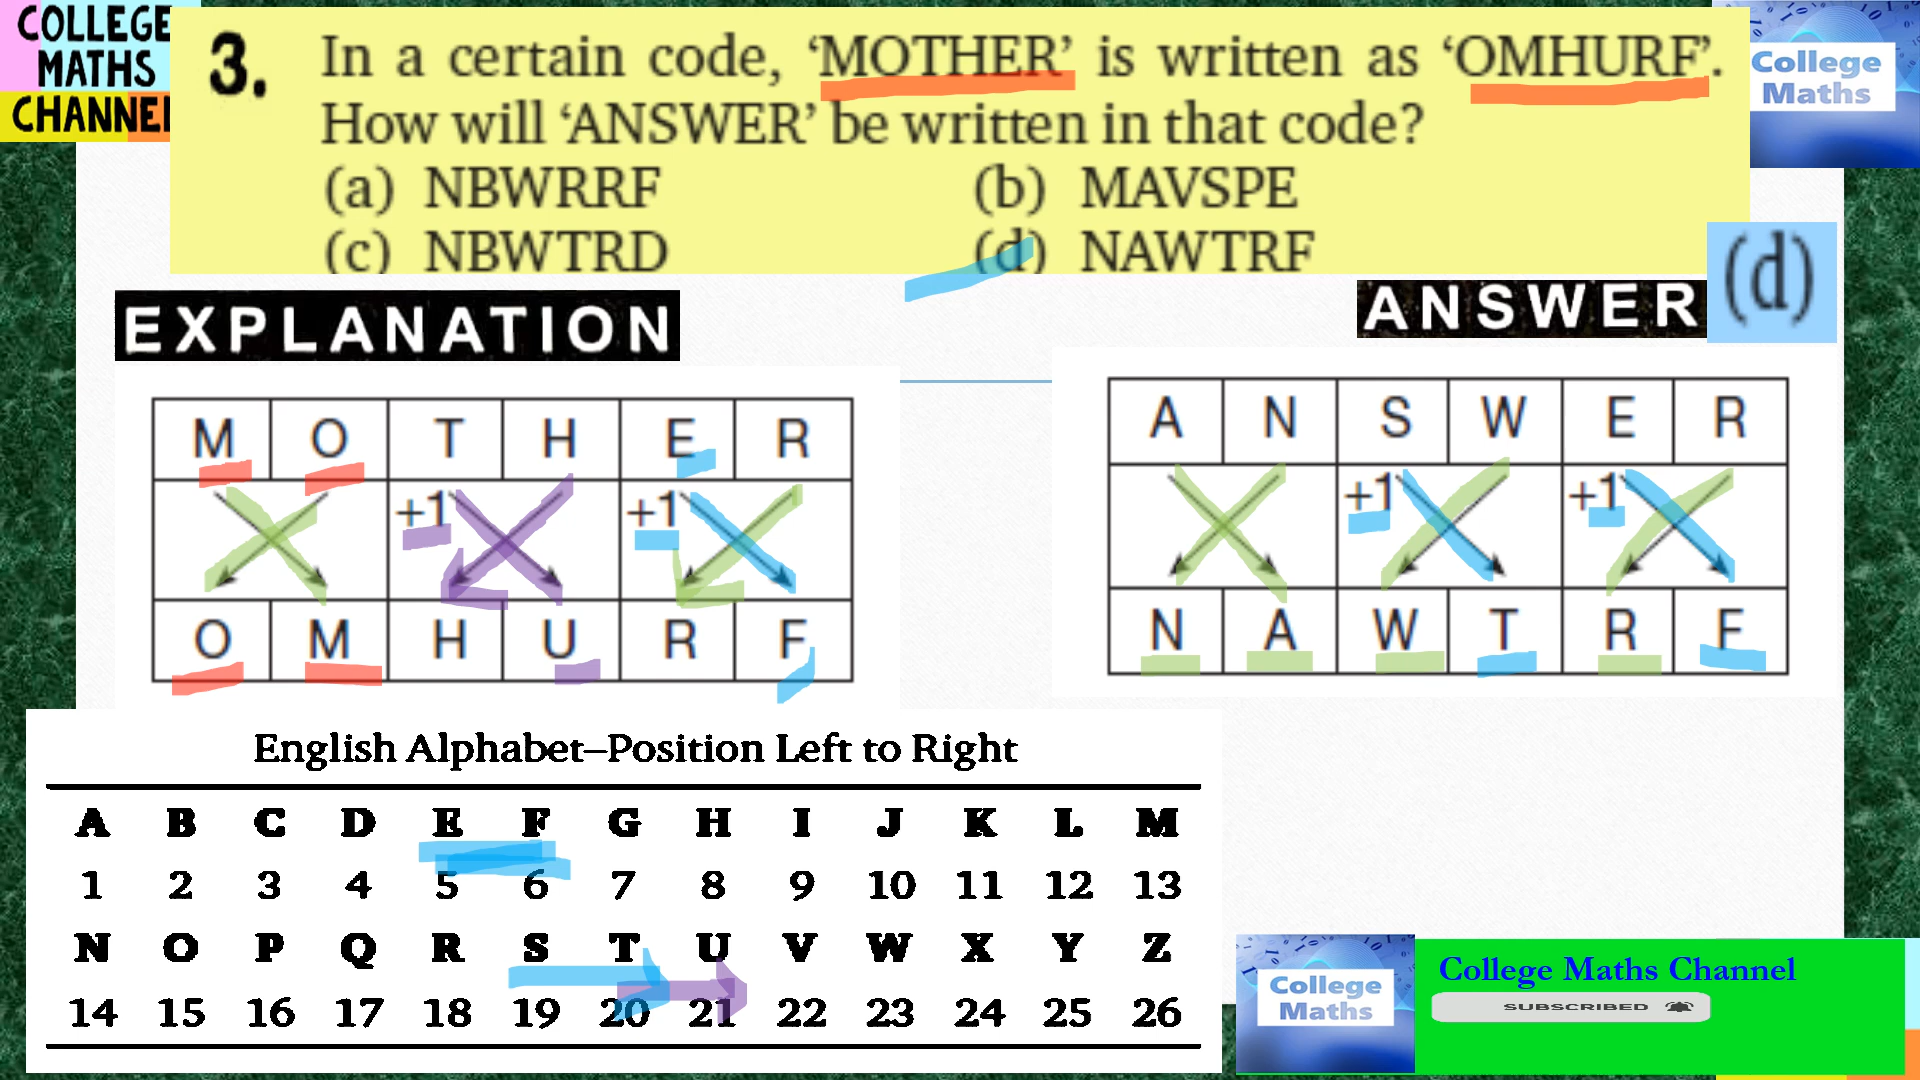 COLLEGE
MATHS
CHANNEL
3. In a certain code, ‘MOTHER’ is written as ‘OMHURF’.
How will ‘ANSWER’ be written in that code?
(a) NBWRRF (b) MAVSPE
(c) NBWTRD (d) NAWTRF
College
Maths
EXPLANATION
ANSWER (d)
M O T H E R
+1 +1
O M H U R F
A N S W E R
+1 +1
N A W T R F
English Alphabet–Position Left to Right
A B C D E F G H I J K L M
1 2 3 4 5 6 7 8 9 10 11 12 13
N O P Q R S T U V W X Y Z
14 15 16 17 18 19 20 21 22 23 24 25 26
College
Maths
College Maths Channel
SUBSCRIBED